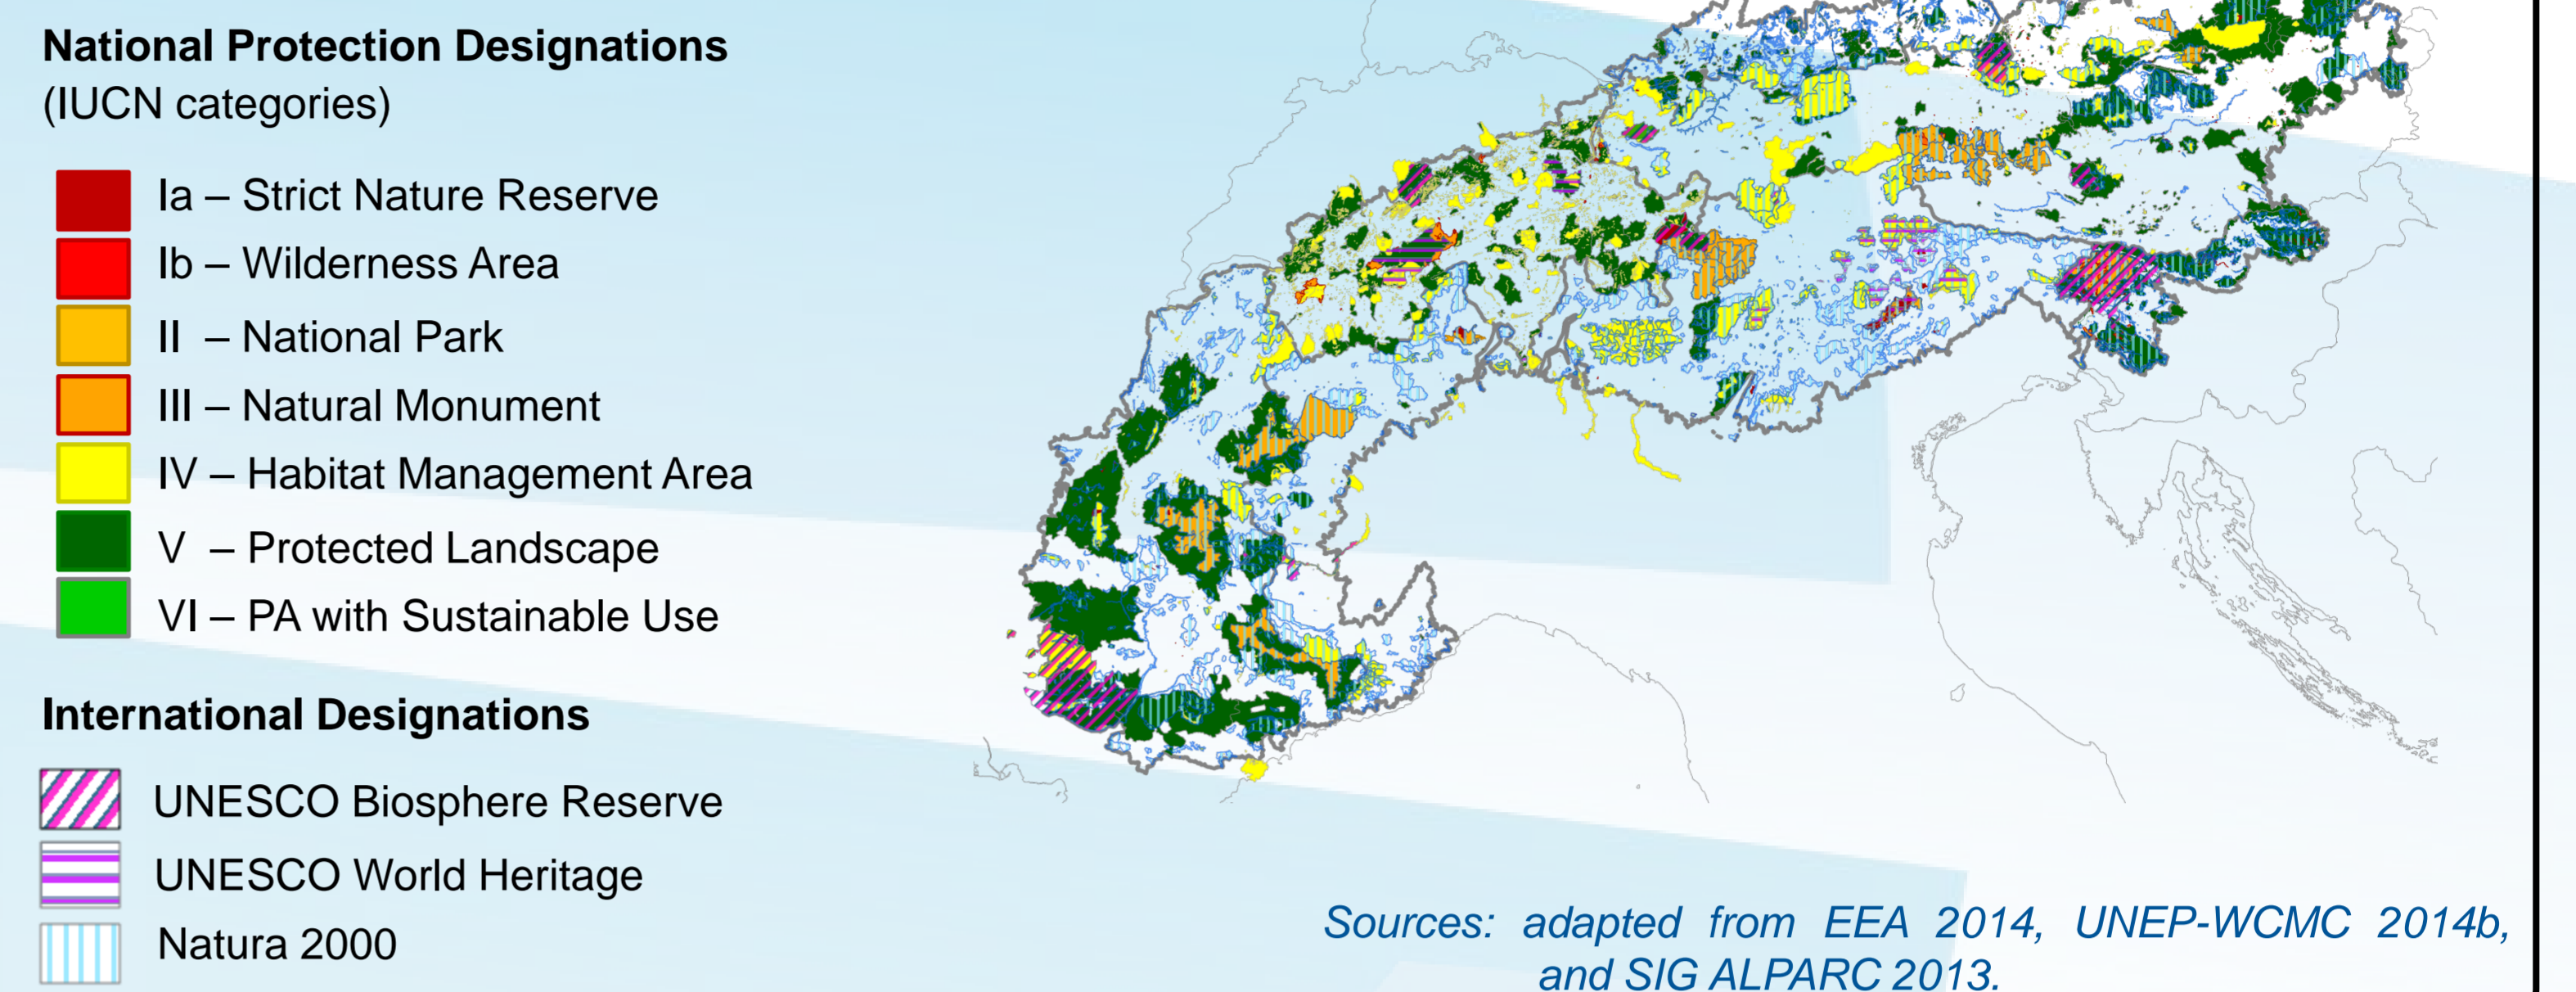 National Protection Designations
(IUCN categories)
Ia – Strict Nature Reserve
Ib – Wilderness Area
II – National Park
III – Natural Monument
IV – Habitat Management Area
V – Protected Landscape
VI – PA with Sustainable Use
International Designations
UNESCO Biosphere Reserve
UNESCO World Heritage
Natura 2000
Sources: adapted from EEA 2014, UNEP-WCMC 2014b,
and SIG ALPARC 2013.